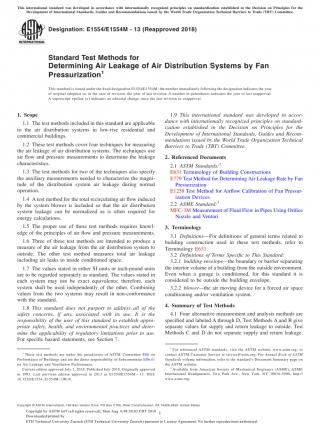 This international standard was developed in accordance with internationally recognized principles on standardization established in the Decision on Principles for the
Development of International Standards, Guides and Recommendations issued by the World Trade Organization Technical Barriers to Trade (TBT) Committee.
ASTM
INTERNATIONAL
Designation: E1554/E1554M - 13 (Reapproved 2018)
Standard Test Methods for
Determining Air Leakage of Air Distribution Systems by Fan
Pressurization¹
This standard is issued under the fixed designation E1554/E1554M; the number immediately following the designation indicates the year
of original adoption or, in the case of revision, the year of last revision. A number in parentheses indicates the year of last reapproval.
A superscript epsilon (ε) indicates an editorial change since the last revision or reapproval.
1. Scope
1.1 The test methods included in this standard are applicable
to the air distribution systems in low-rise residential and
commercial buildings.
1.2 These test methods cover four techniques for measuring
the air leakage of air distribution systems. The techniques use
air flow and pressure measurements to determine the leakage
characteristics.
1.3 The test methods for two of the techniques also specify
the auxiliary measurements needed to characterize the magni-
tude of the distribution system air leakage during normal
operation.
1.4 A test method for the total recirculating air flow induced
by the system blower is included so that the air distribution
system leakage can be normalized as is often required for
energy calculations.
1.5 The proper use of these test methods requires knowl-
edge of the principles of air flow and pressure measurements.
1.6 Three of these test methods are intended to produce a
measure of the air leakage from the air distribution system to
outside. The other test method measures total air leakage
including air leaks to inside conditioned space.
1.7 The values stated in either SI units or inch-pound units
are to be regarded separately as standard. The values stated in
each system may not be exact equivalents; therefore, each
system shall be used independently of the other. Combining
values from the two systems may result in non-conformance
with the standard.
1.8 This standard does not purport to address all of the
safety concerns, if any, associated with its use. It is the
responsibility of the user of this standard to establish appro-
priate safety, health, and environmental practices and deter-
mine the applicability of regulatory limitations prior to use.
For specific hazard statements, see Section 7.
¹ These test methods are under the jurisdiction of ASTM Committee E06 on
Performance of Buildings and are the direct responsibility of Subcommittee E06.41
on Air Leakage and Ventilation Performance.
Current edition approved July 1, 2018. Published July 2018. Originally approved
in 1993. Last previous edition approved in 2013 as E1554/E1554M – 13. DOI:
10.1520/E1554_E1554M-13R18.
1.9 This international standard was developed in accor-
dance with internationally recognized principles on standard-
ization established in the Decision on Principles for the
Development of International Standards, Guides and Recom-
mendations issued by the World Trade Organization Technical
Barriers to Trade (TBT) Committee.
2. Referenced Documents
2.1 ASTM Standards:²
E631 Terminology of Building Constructions
E779 Test Method for Determining Air Leakage Rate by Fan
Pressurization
E1258 Test Method for Airflow Calibration of Fan Pressur-
ization Devices
2.2 ASME Standard:³
MFC-3M Measurement of Fluid Flow in Pipes Using Orifice
Nozzle and Venturi
3. Terminology
3.1 Definitions—For definitions of general terms related to
building construction used in these test methods, refer to
Terminology E631.
3.2 Definitions of Terms Specific to This Standard:
3.2.1 building envelope—the boundary or barrier separating
the interior volume of a building from the outside environment.
Even when a garage is conditioned, for this standard it is
considered to be outside the building envelope.
3.2.2 blower—the air moving device for a forced air space
conditioning and/or ventilation system.
4. Summary of Test Methods
4.1 Four alternative measurement and analysis methods are
specified and labeled A through D. Test Methods A and B give
separate values for supply and return leakage to outside. Test
Methods C and D do not separate supply and return leakage.
² For referenced ASTM standards, visit the ASTM website, www.astm.org, or
contact ASTM Customer Service at service@astm.org. For Annual Book of ASTM
Standards volume information, refer to the standard's Document Summary page on
the ASTM website.
³ Available from American Society of Mechanical Engineers (ASME), ASME
International Headquarters, Two Park Ave., New York, NY 10016-5990, http://
www.asme.org.
Copyright © ASTM International, 100 Barr Harbor Drive, PO Box C700, West Conshohocken, PA 19428-2959. United States
Copyright by ASTM Int'l (all rights reserved);
Downloaded/printed by
1